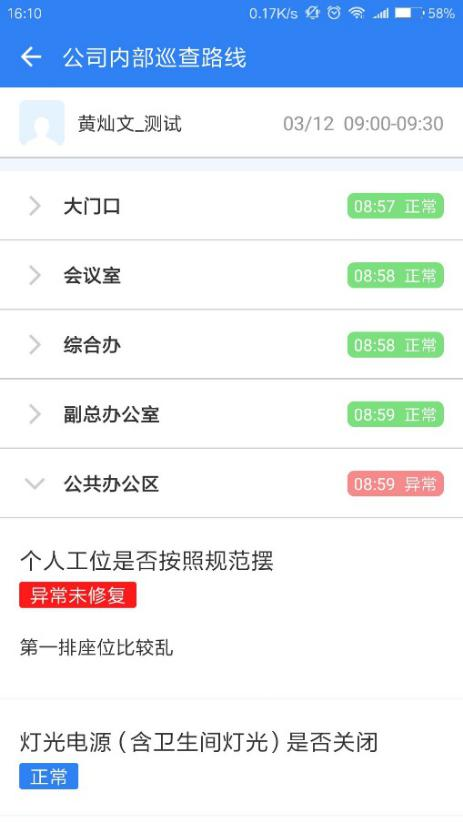 16:10 0.17K/s 58%
公司内部巡查路线
黄灿文_测试 03/12 09:00-09:30
大门口 08:57 正常
会议室 08:58 正常
综合办 08:58 正常
副总办公室 08:59 正常
公共办公区 08:59 异常
个人工位是否按照规范摆
异常未修复
第一排座位比较乱
灯光电源（含卫生间灯光）是否关闭
正常